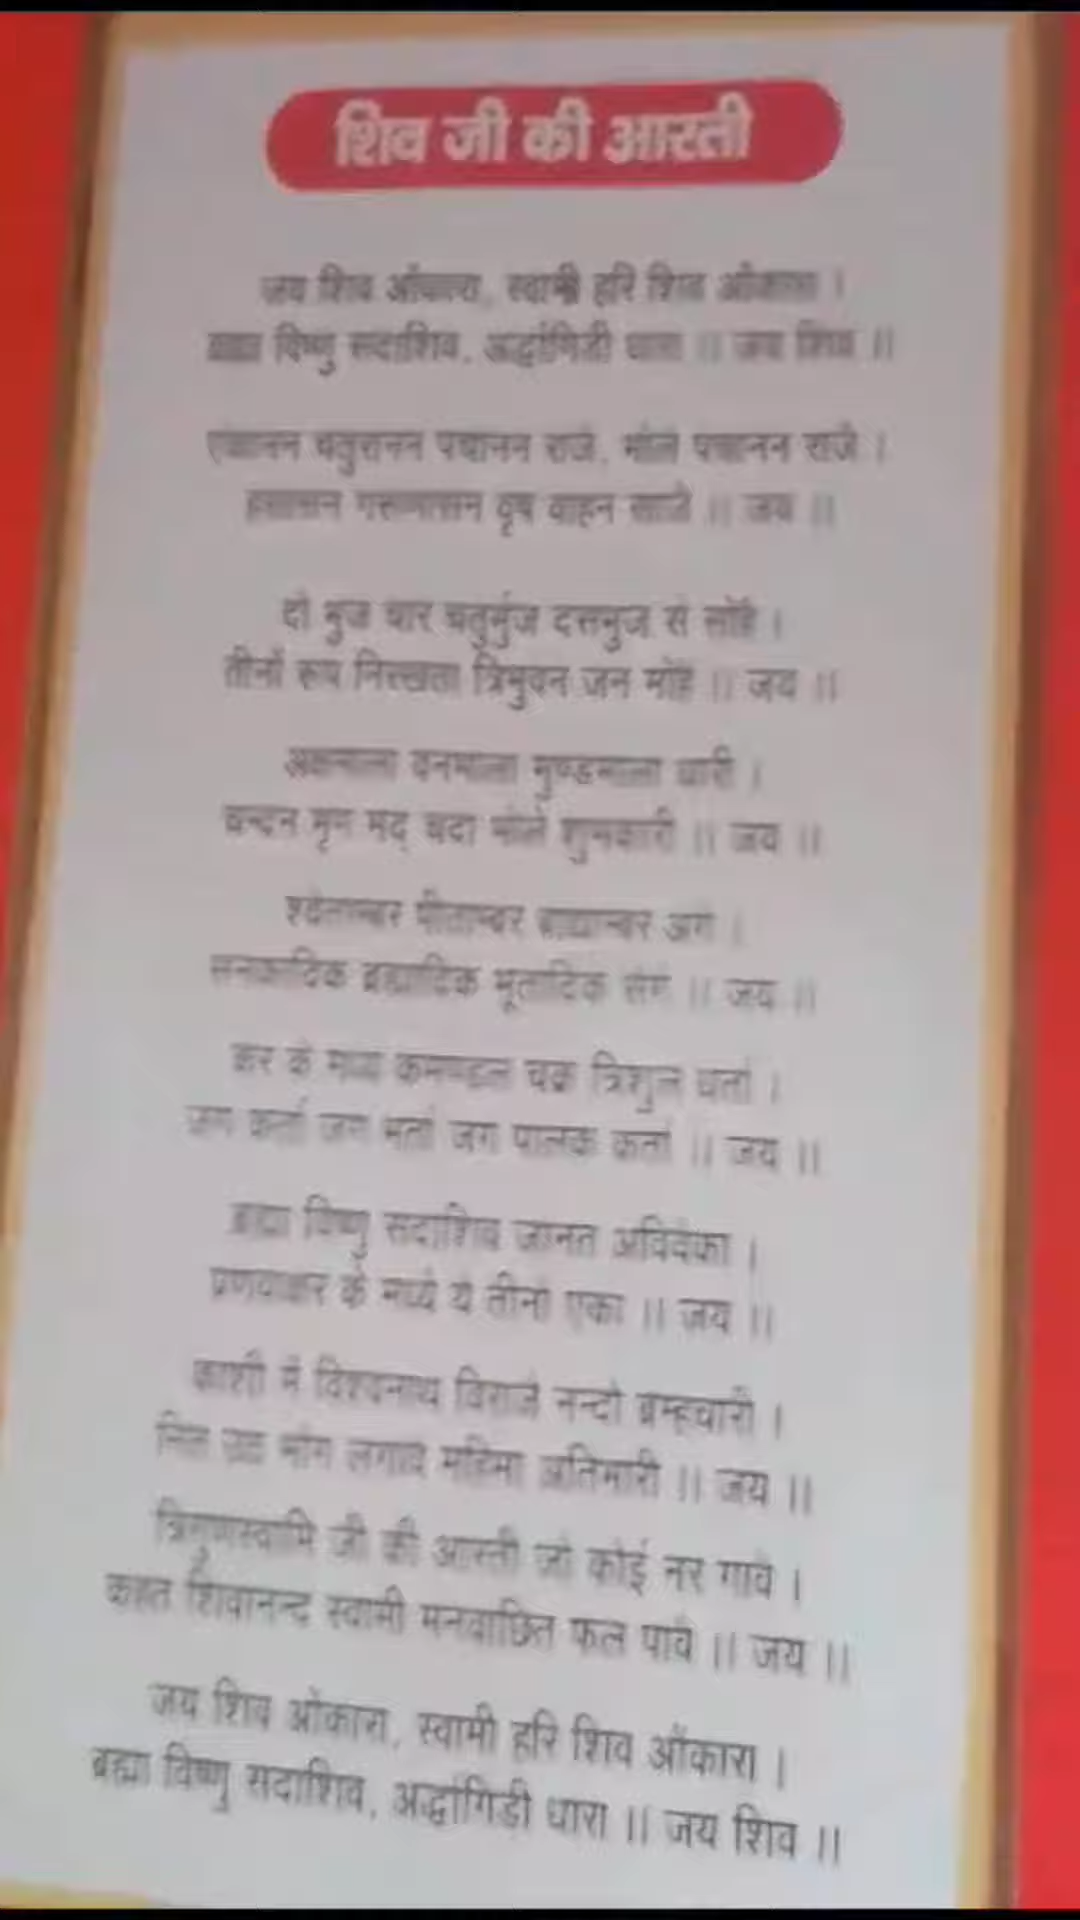 शिव जी की आरती
जय शिव ओंकारा, स्वामी हरि शिव ओंकारा ।
ब्रह्मा विष्णु सदाशिव, अर्द्धांगिडी धारा ॥ जय शिव ॥
एकानन चतुरानन पंचानन राजे, भोले पंचानन राजे ।
हंसासन गरूणासन वृष वाहन साजै ॥ जय ॥
दो भुज चार चतुर्भुज दसभुज से सोहे ।
तीनों रूप निरखता त्रिभुवन जन मोहे ॥ जय ॥
अक्षमाला वनमाला मुण्डमाला धारी ।
चन्दन मृग मद् चंदा भोले शुभकारी ॥ जय ॥
श्वेताम्बर पीताम्बर अंगे ।
सनकादिक ब्रह्मादिक भूतादिक संगे ॥ जय ॥
कर के मध्य कमण्डल चक्र त्रिशुल धर्ता ।
जग कर्ता जग भर्ता जग पालक कर्ता ॥ जय ॥
ब्रह्मा विष्णु सदाशिव जानत अविवेका ।
प्रणवाक्षर के मध्ये ये तीनों एका ॥ जय ॥
काशी में विश्वनाथ विराजे नन्दो ब्रम्हचारी ।
नित उठ भोग लगावे महिमा अतिभारी ॥ जय ॥
त्रिगुणस्वामि जी की आरती जो कोई नर गावे ।
कहत शिवानन्द स्वामी मनवांछित फल पावे ॥ जय ॥
जय शिव ओंकारा, स्वामी हरि शिव ओंकारा ।
ब्रह्मा विष्णु सदाशिव, अर्द्धांगिडी धारा ॥ जय शिव ॥